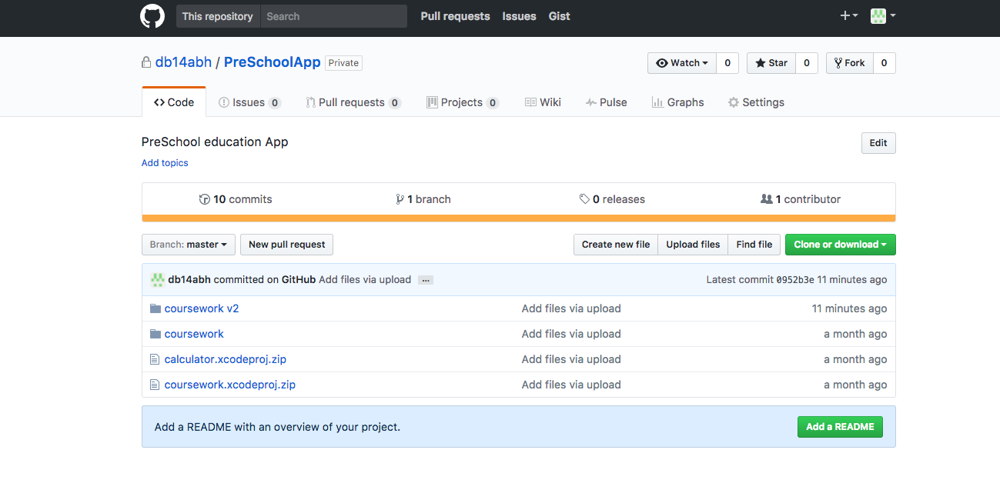 This repository Search Pull requests Issues Gist
db14abh / PreSchoolApp Private Watch 0 Star 0 Fork 0
Code Issues 0 Pull requests 0 Projects 0 Wiki Pulse Graphs Settings
PreSchool education App Edit
Add topics
10 commits 1 branch 0 releases 1 contributor
Branch: master New pull request Create new file Upload files Find file Clone or download
db14abh committed on GitHub Add files via upload … Latest commit 0952b3e 11 minutes ago
coursework v2 Add files via upload 11 minutes ago
coursework Add files via upload a month ago
calculator.xcodeproj.zip Add files via upload a month ago
coursework.xcodeproj.zip Add files via upload a month ago
Add a README with an overview of your project. Add a README